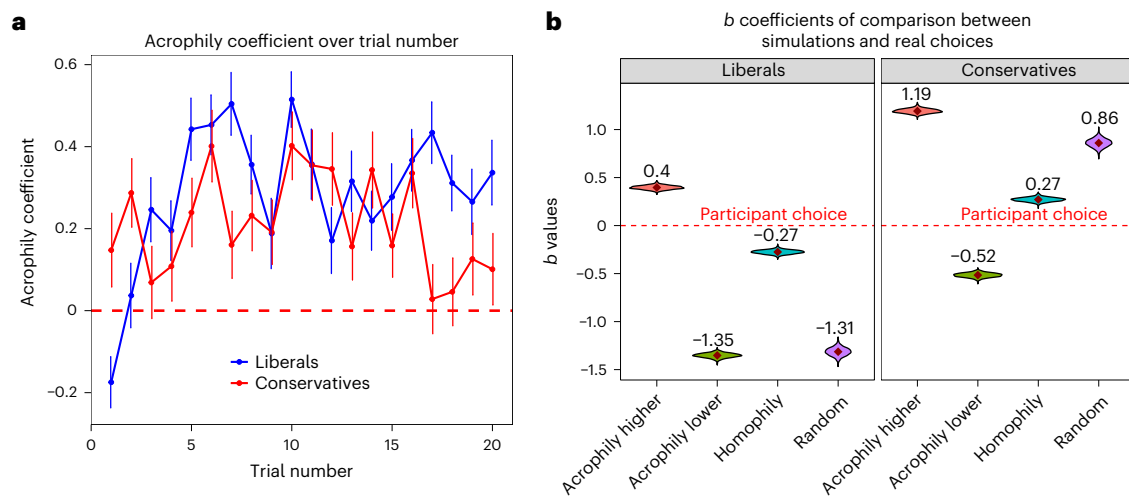 a
Acrophily coefficient over trial number
Acrophily coefficient
0.6
0.4
0.2
0
−0.2
Liberals
Conservatives
0
5
10
15
20
Trial number
b
b coefficients of comparison between
simulations and real choices
Liberals
Conservatives
b values
1.0
0.5
0
−0.5
−1.0
−1.5
0.4
−1.35
−0.27
−1.31
Participant choice
1.19
−0.52
0.27
0.86
Participant choice
Acrophily higher
Acrophily lower
Homophily
Random
Acrophily higher
Acrophily lower
Homophily
Random